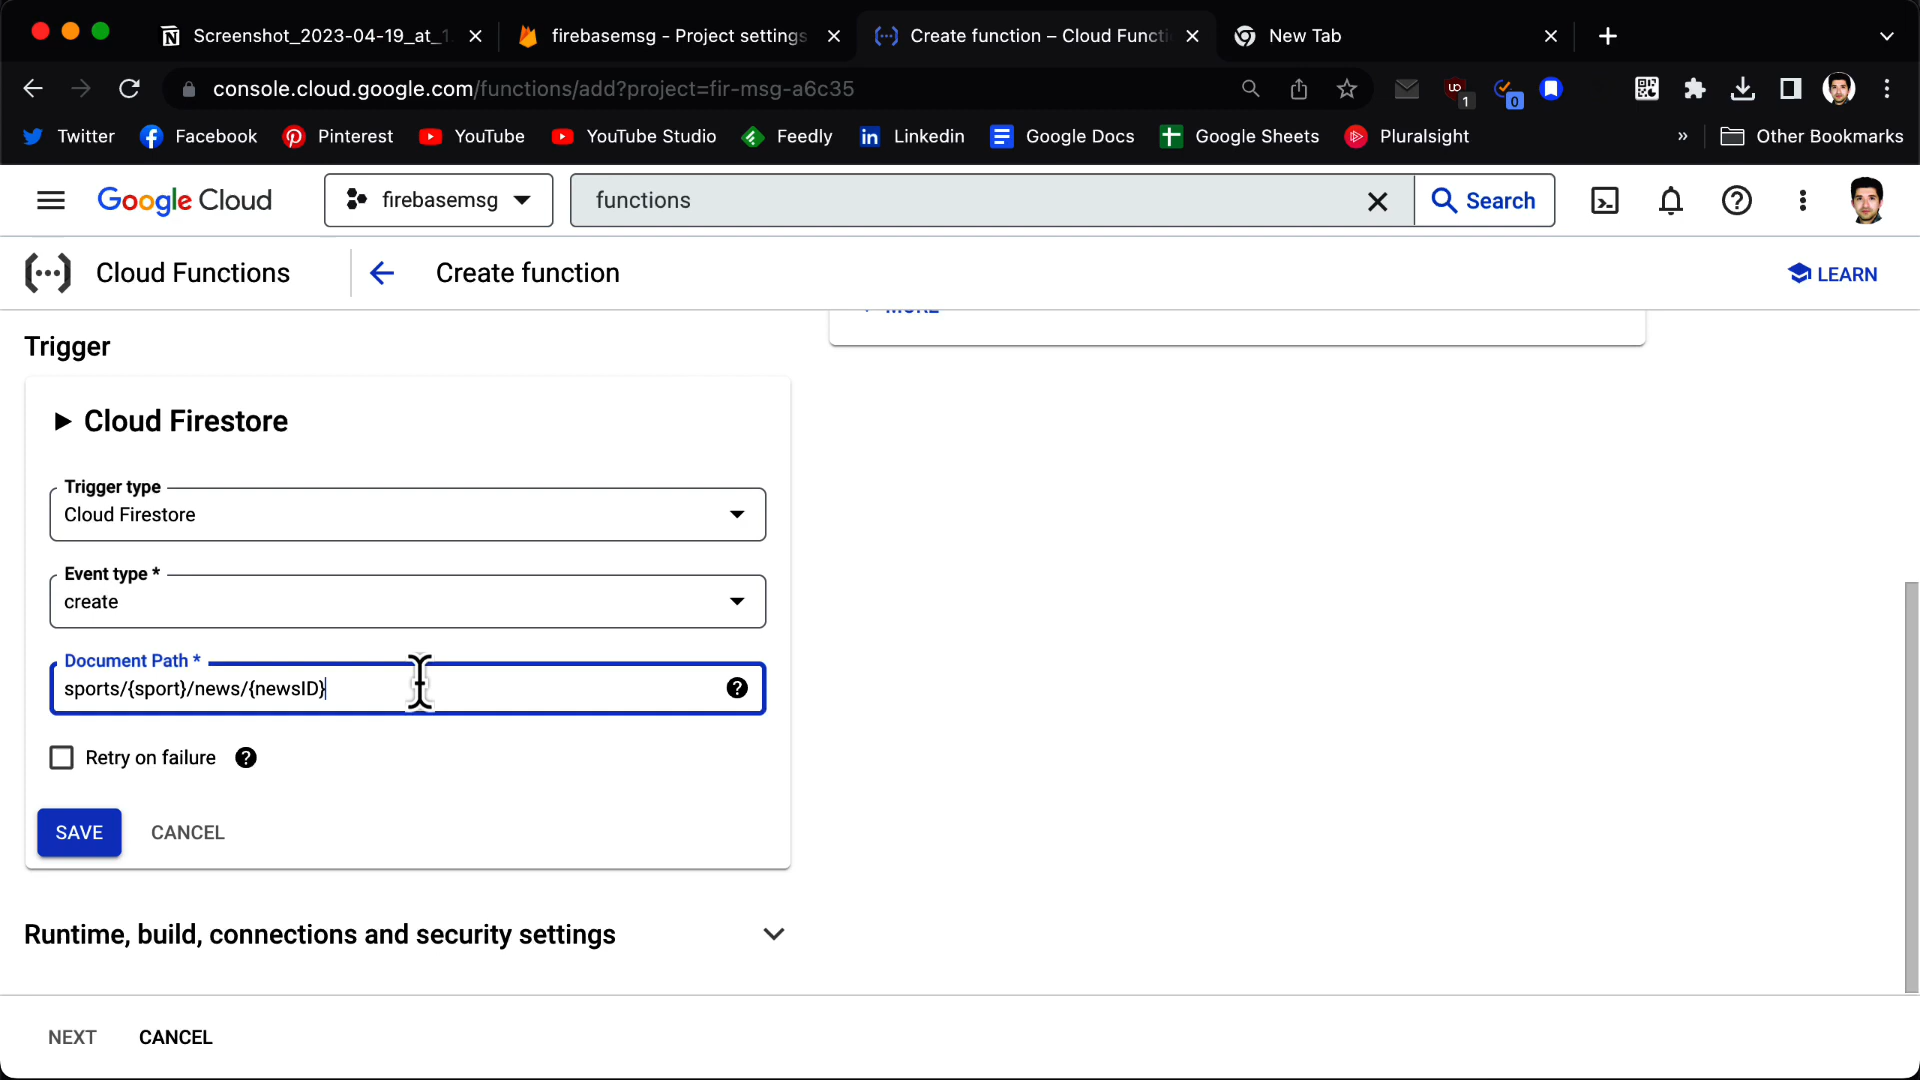 Screenshot_2023-04-19_at_1
firebasemsg - Project settings
Create function – Cloud Functi
New Tab
console.cloud.google.com/functions/add?project=fir-msg-a6c35
1
0
Twitter
Facebook
Pinterest
YouTube
YouTube Studio
Feedly
Linkedin
Google Docs
Google Sheets
Pluralsight
»
Other Bookmarks
Google Cloud
firebasemsg
functions
Search
Cloud Functions
Create function
LEARN
MORE
Trigger
Cloud Firestore
Trigger type
Cloud Firestore
Event type *
create
Document Path *
sports/{sport}/news/{newsID}
Retry on failure
SAVE
CANCEL
Runtime, build, connections and security settings
NEXT
CANCEL